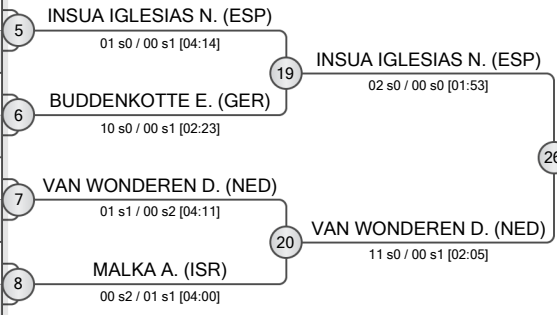 5
INSUA IGLESIAS N. (ESP)
01 s0 / 00 s1 [04:14]
19
INSUA IGLESIAS N. (ESP)
02 s0 / 00 s0 [01:53]
6
BUDDENKOTTE E. (GER)
10 s0 / 00 s1 [02:23]
26
7
VAN WONDEREN D. (NED)
01 s1 / 00 s2 [04:11]
20
VAN WONDEREN D. (NED)
11 s0 / 00 s1 [02:05]
8
MALKA A. (ISR)
00 s2 / 01 s1 [04:00]